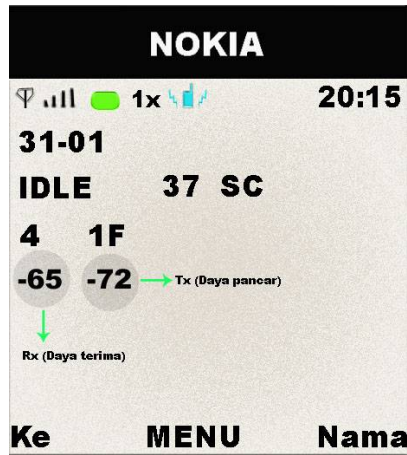 NOKIA
1x 20:15
31-01
IDLE 37 SC
4 1F
-65 -72 Tx (Daya pancar)
Rx (Daya terima)
Ke MENU Nama